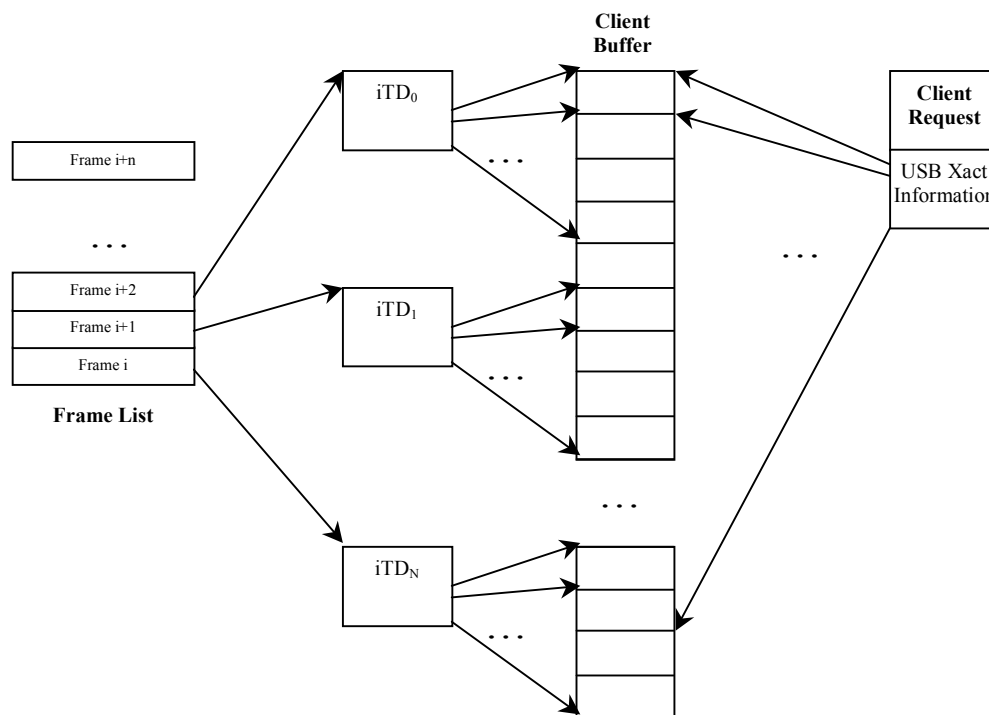 Client
Buffer
iTD0
Client
Request
Frame i+n
. . .
USB Xact
Information
. . .
. . .
Frame i+2
iTD1
Frame i+1
Frame i
. . .
Frame List
. . .
iTDN
. . .